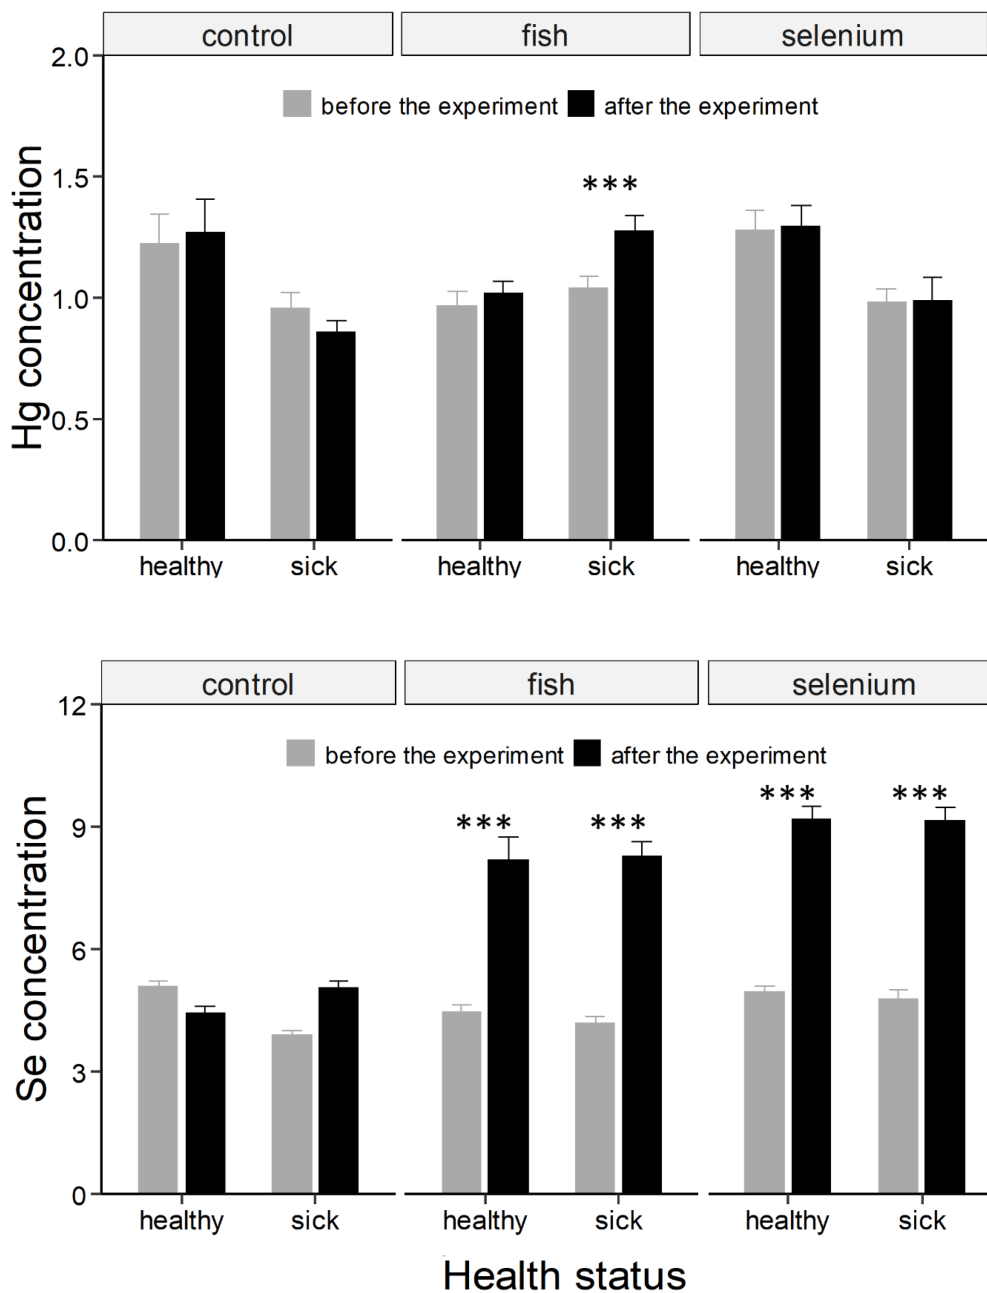 control fish selenium
2.0
before the experiment after the experiment
1.5
***
1.0
0.5
0.0
Hg concentration
healthy sick healthy sick healthy sick
control fish selenium
12
before the experiment after the experiment
*** ***
9
*** ***
6
3
0
Se concentration
healthy sick healthy sick healthy sick
Health status